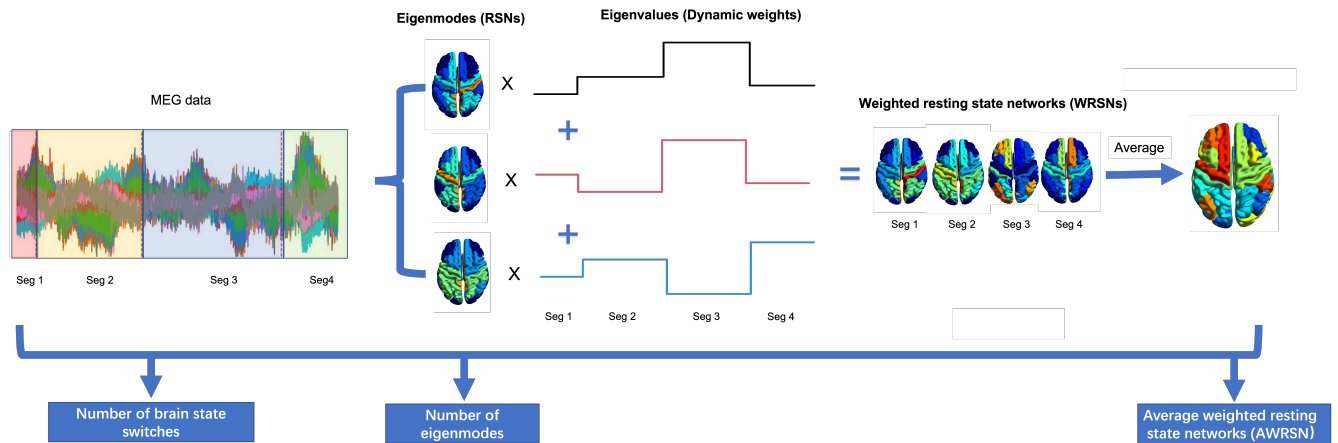 Eigenmodes (RSNs)
Eigenvalues (Dynamic weights)
MEG data
Seg 1
Seg 2
Seg 3
Seg4
X
X
X
+
+
Seg 1
Seg 2
Seg 3
Seg 4
=
Weighted resting state networks (WRSNs)
Seg 1
Seg 2
Seg 3
Seg 4
Average
Number of brain state
switches
Number of
eigenmodes
Average weighted resting
state networks (AWRSN)